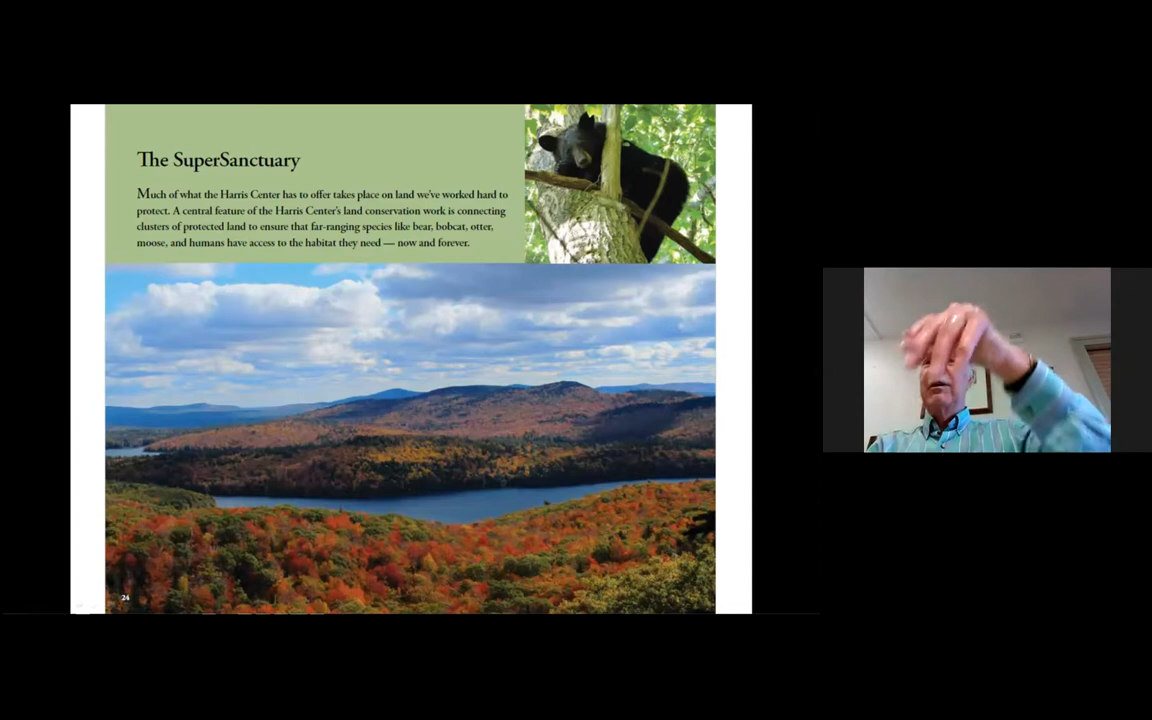 The SuperSanctuary
Much of what the Harris Center has to offer takes place on land we've worked hard to
protect. A central feature of the Harris Center's land conservation work is connecting
clusters of protected land to ensure that far-ranging species like bear, bobcat, otter,
moose, and humans have access to the habitat they need — now and forever.
24